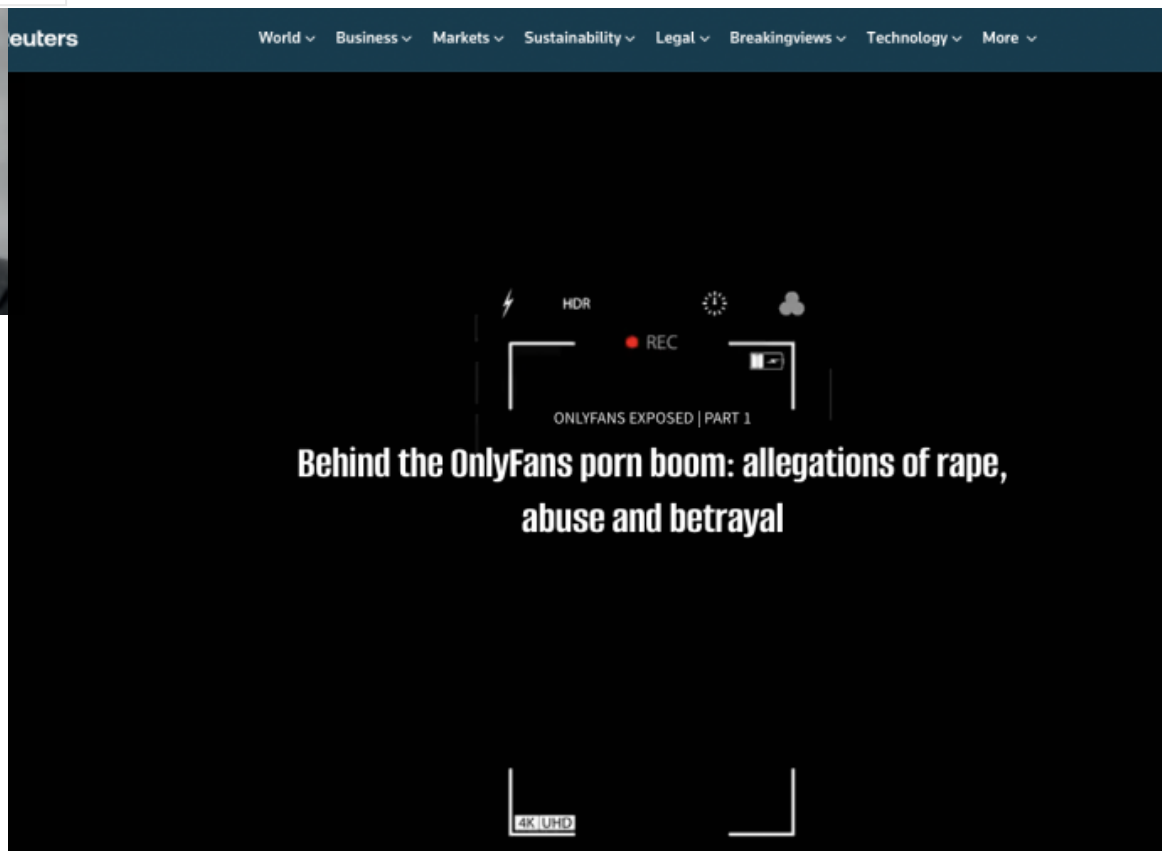 euters
World Business Markets Sustainability Legal Breakingviews Technology More
HDR
REC
ONLYFANS EXPOSED | PART 1
Behind the OnlyFans porn boom: allegations of rape,
abuse and betrayal
4K UHD